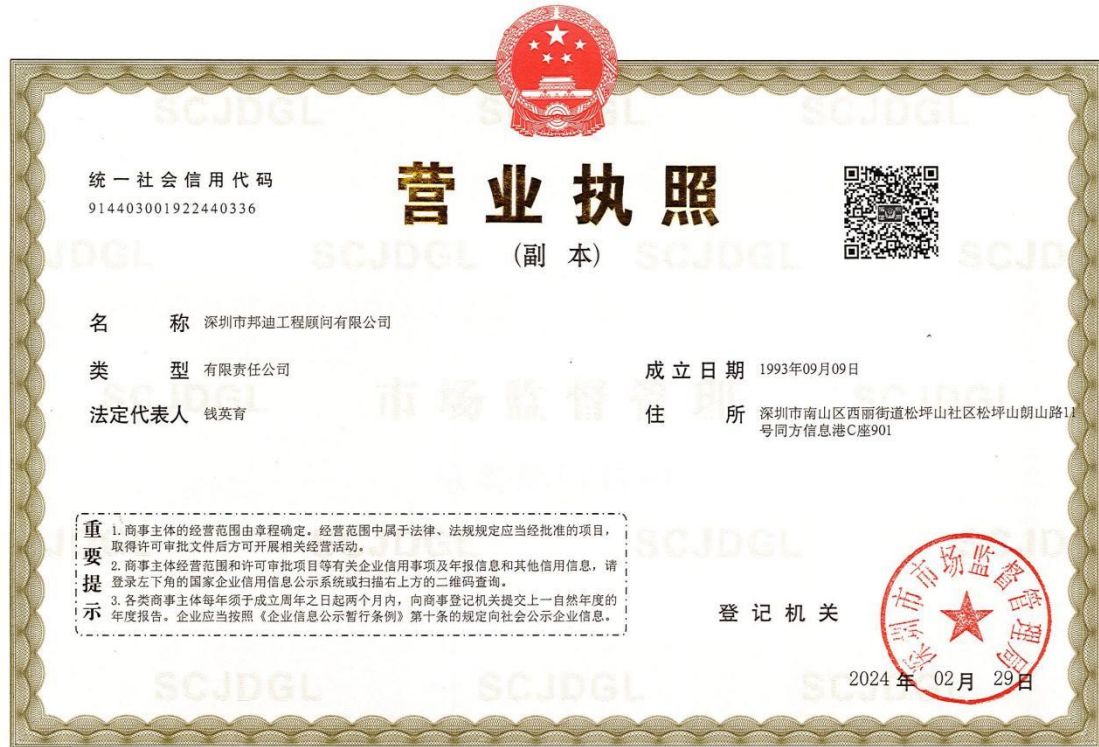 统一社会信用代码
914403001922440336
营业执照
(副 本)
名 称 深圳市邦迪工程顾问有限公司
类 型 有限责任公司
法定代表人 钱英育
成立日期 1993年09月09日
住 所 深圳市南山区西丽街道松坪山社区松坪山朗山路11
号同方信息港C座901
重要提示
1.商事主体的经营范围由章程确定。经营范围中属于法律、法规规定应当经批准的项目，
取得许可审批文件后方可开展相关经营活动。
2.商事主体经营范围和许可审批项目等有关企业信用事项及年报信息和其他信用信息，请
登录左下角的国家企业信用信息公示系统或扫描右上方的二维码查询。
3.各类商事主体每年须于成立周年之日起两个月内，向商事登记机关提交上一自然年度的
年度报告。企业应当按照《企业信息公示暂行条例》第十条的规定向社会公示企业信息。
登记机关
深圳市市场监督管理局
2024年 02月 29日
SCJDGL
市场监督管理